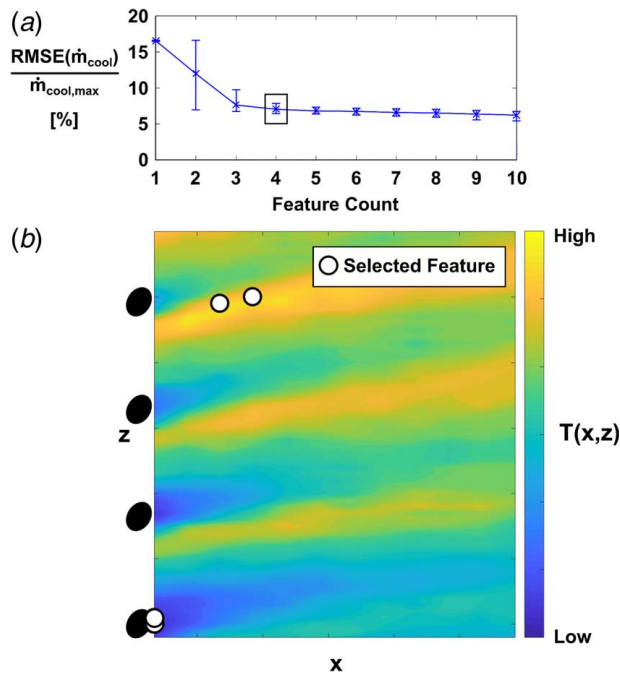 (a)
RMSE(ṁcool)
ṁcool,max
[%]
20
15
10
5
0
1 2 3 4 5 6 7 8 9 10
Feature Count
(b)
Selected Feature
High
z
T(x,z)
Low
x